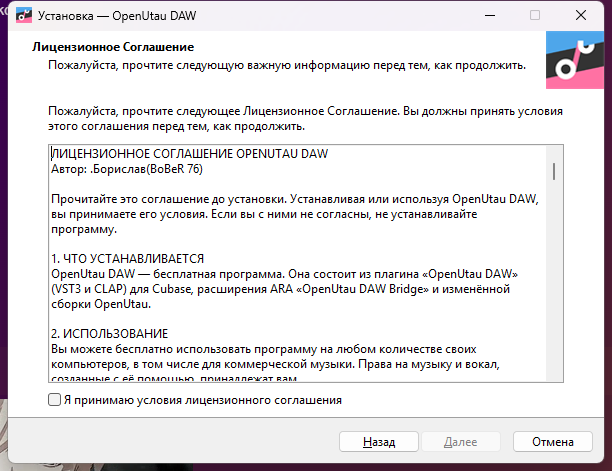 Установка — OpenUtau DAW
Лицензионное Соглашение
Пожалуйста, прочтите следующую важную информацию перед тем, как продолжить.
Пожалуйста, прочтите следующее Лицензионное Соглашение. Вы должны принять условия
этого соглашения перед тем, как продолжить.
ЛИЦЕНЗИОННОЕ СОГЛАШЕНИЕ OPENUTAU DAW
Автор: .Борислав(BoBeR 76)
Прочитайте это соглашение до установки. Устанавливая или используя OpenUtau DAW,
вы принимаете его условия. Если вы с ними не согласны, не устанавливайте
программу.
1. ЧТО УСТАНАВЛИВАЕТСЯ
OpenUtau DAW — бесплатная программа. Она состоит из плагина «OpenUtau DAW»
(VST3 и CLAP) для Cubase, расширения ARA «OpenUtau DAW Bridge» и изменённой
сборки OpenUtau.
2. ИСПОЛЬЗОВАНИЕ
Вы можете бесплатно использовать программу на любом количестве своих
компьютеров, в том числе для коммерческой музыки. Права на музыку и вокал,
созданные с её помощью, принадлежат вам.
Я принимаю условия лицензионного соглашения
Назад
Далее
Отмена